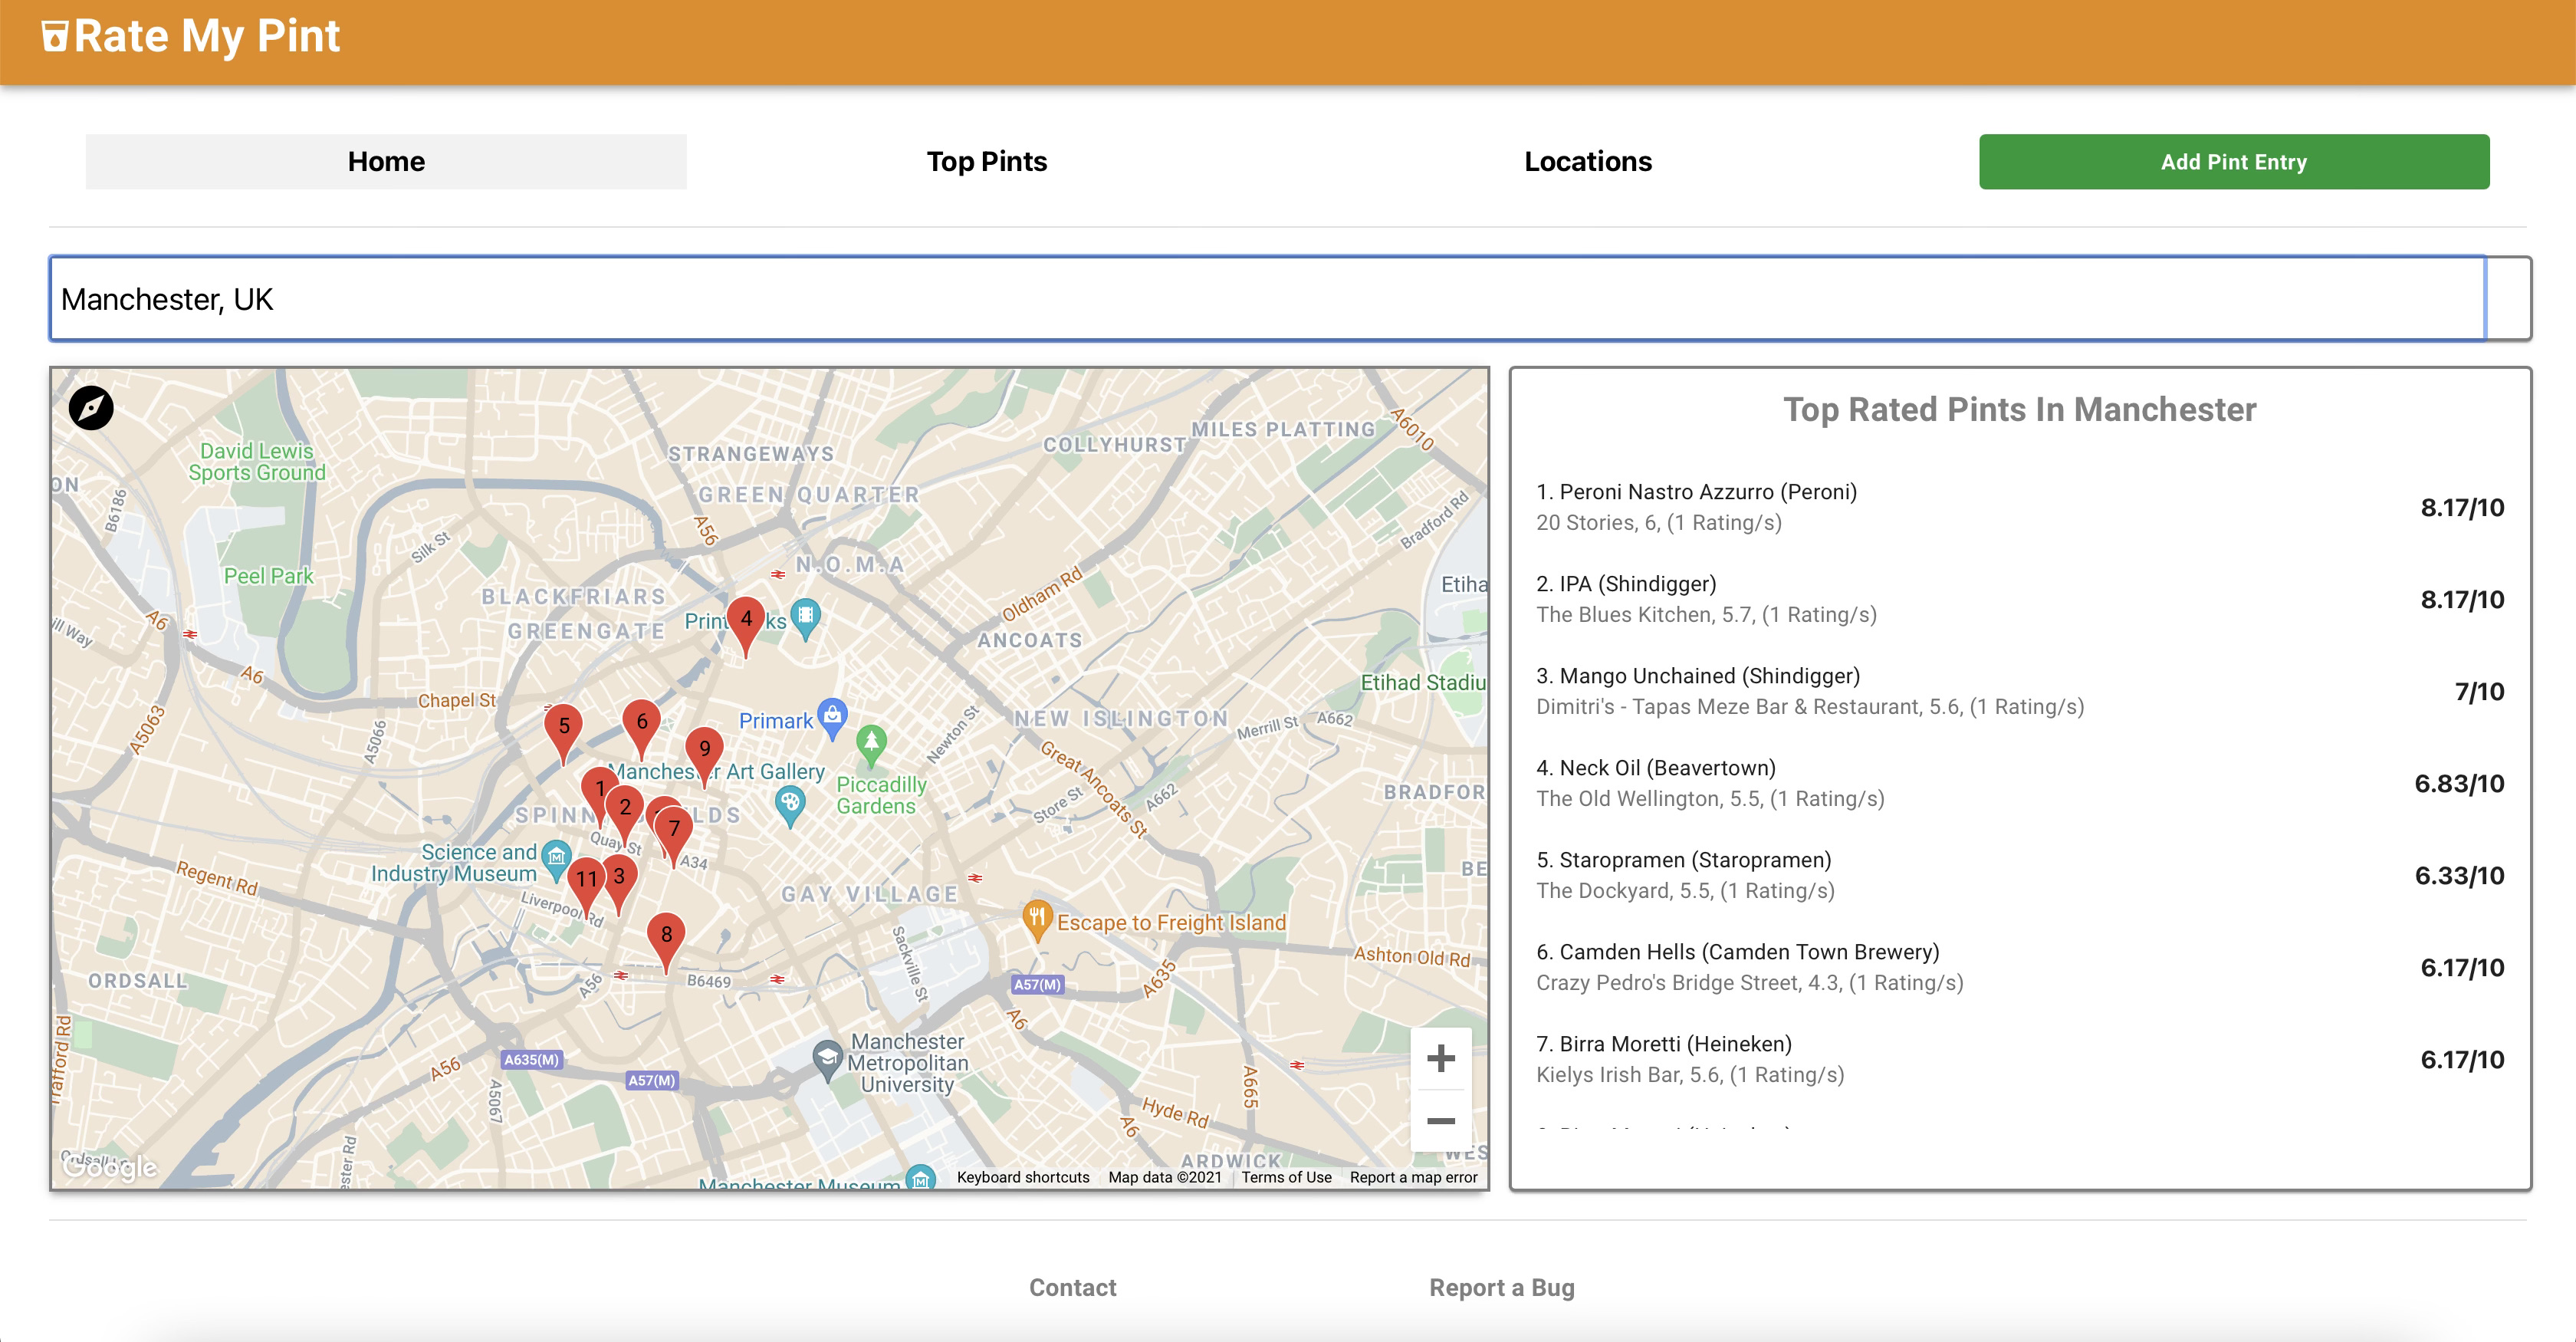 Rate My Pint
Home
Top Pints
Locations
Add Pint Entry
Manchester, UK
David Lewis
Sports Ground
STRANGEWAYS
COLLYHURST
MILES PLATTING
A6010
ON
B6186
GREEN QUARTER
A56
Bradford Rd
Silk St
N.O.M.A
Peel Park
Etiha
BLACKFRIARS
Oldham Rd
A6
ill Way
GREENGATE
Print
ks
4
ANCOATS
A6
Chapel St
Etihad Stadiu
A5063
A5066
5
6
Primark
9
Newton St
NEW ISLINGTON
Merrill St
A662
Manches
r Art Gallery
Great Ancoats St
Piccadilly
Gardens
1
2
7
SPINN
LDS
Store St
A662
BRADFOR
Quay St
A34
Science and
Industry Museum
Regent Rd
11
3
GAY VILLAGE
BE
Liverpool Rd
8
Escape to Freight Island
Sackville St
Ashton Old Rd
ORDSALL
A56
B6469
A57(M)
A635
A6
trafford Rd
Manchester
Metropolitan
University
A635(M)
A56
A57(M)
A5067
A665
Hyde Rd
A6
ester Rd
ARDWICK
WES
Google
Manchester Museum
Keyboard shortcuts
Map data ©2021
Terms of Use
Report a map error
Top Rated Pints In Manchester
1. Peroni Nastro Azzurro (Peroni)
20 Stories, 6, (1 Rating/s)
8.17/10
2. IPA (Shindigger)
The Blues Kitchen, 5.7, (1 Rating/s)
8.17/10
3. Mango Unchained (Shindigger)
Dimitri's - Tapas Meze Bar & Restaurant, 5.6, (1 Rating/s)
7/10
4. Neck Oil (Beavertown)
The Old Wellington, 5.5, (1 Rating/s)
6.83/10
5. Staropramen (Staropramen)
The Dockyard, 5.5, (1 Rating/s)
6.33/10
6. Camden Hells (Camden Town Brewery)
Crazy Pedro's Bridge Street, 4.3, (1 Rating/s)
6.17/10
7. Birra Moretti (Heineken)
Kielys Irish Bar, 5.6, (1 Rating/s)
6.17/10
Contact
Report a Bug